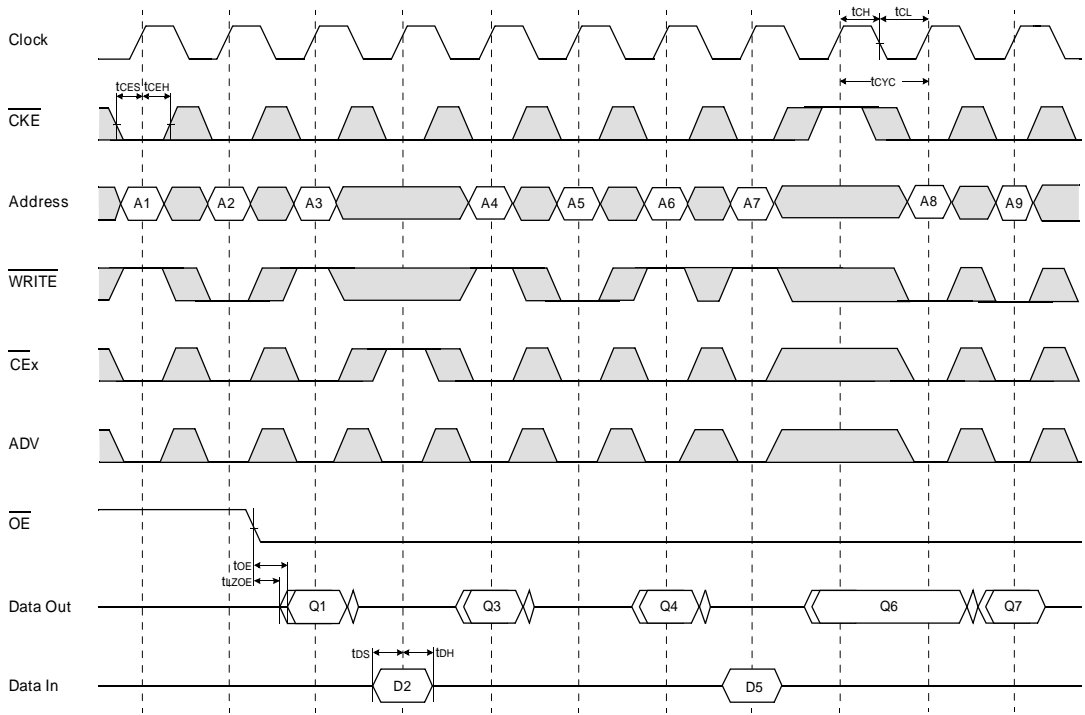 Clock
tCH
tCL
tCYC
tCES
tCEH
CKE
Address
A1
A2
A3
A4
A5
A6
A7
A8
A9
WRITE
CEx
ADV
OE
tOE
tLZOE
Data Out
Q1
Q3
Q4
Q6
Q7
tDS
tDH
Data In
D2
D5